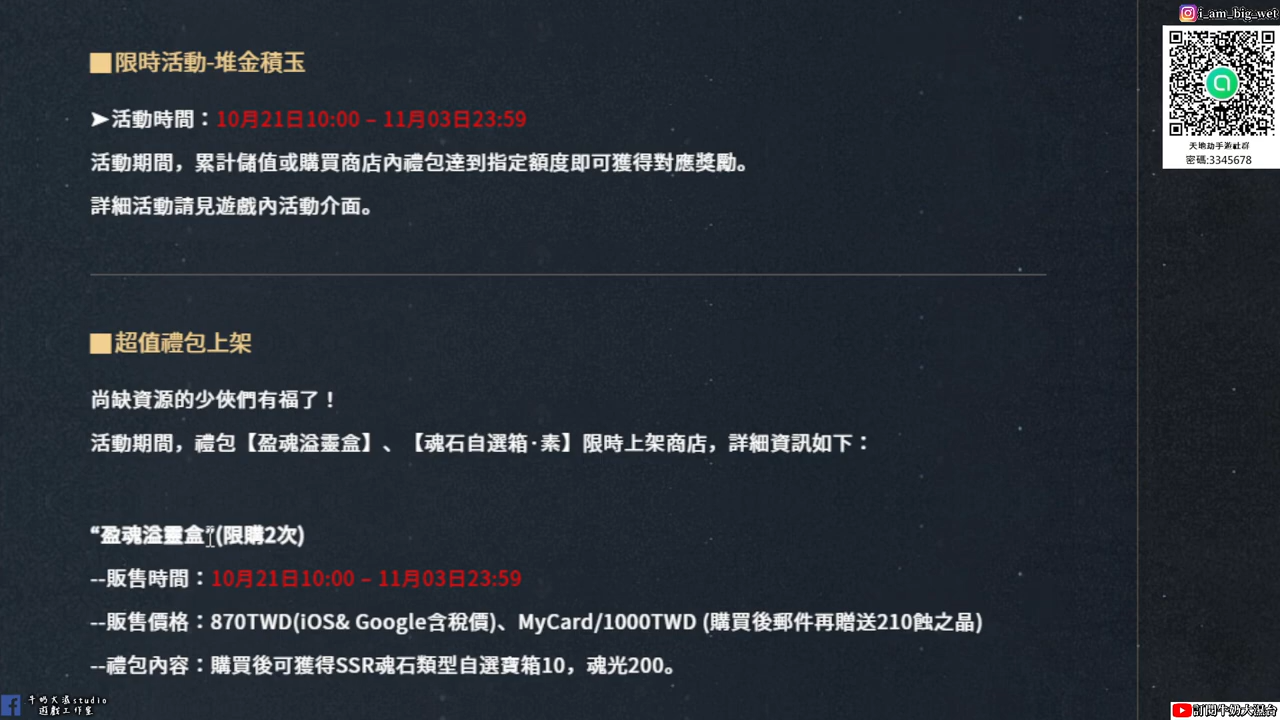 i_am_big_wet
■限時活動-堆金積玉
➤活動時間：10月21日10:00 – 11月03日23:59
活動期間，累計儲值或購買商店內禮包達到指定額度即可獲得對應獎勵。
詳細活動請見遊戲內活動介面。
天地劫手遊社群
密碼:3345678
■超值禮包上架
尚缺資源的少俠們有福了！
活動期間，禮包【盈魂溢靈盒】、【魂石自選箱·素】限時上架商店，詳細資訊如下：
“盈魂溢靈盒”(限購2次)
--販售時間：10月21日10:00 – 11月03日23:59
--販售價格：870TWD(iOS& Google含稅價)、MyCard/1000TWD (購買後郵件再贈送210蝕之晶)
--禮包內容：購買後可獲得SSR魂石類型自選寶箱10，魂光200。
牛奶大濕studio
遊戲工作室
訂閱牛奶大濕台